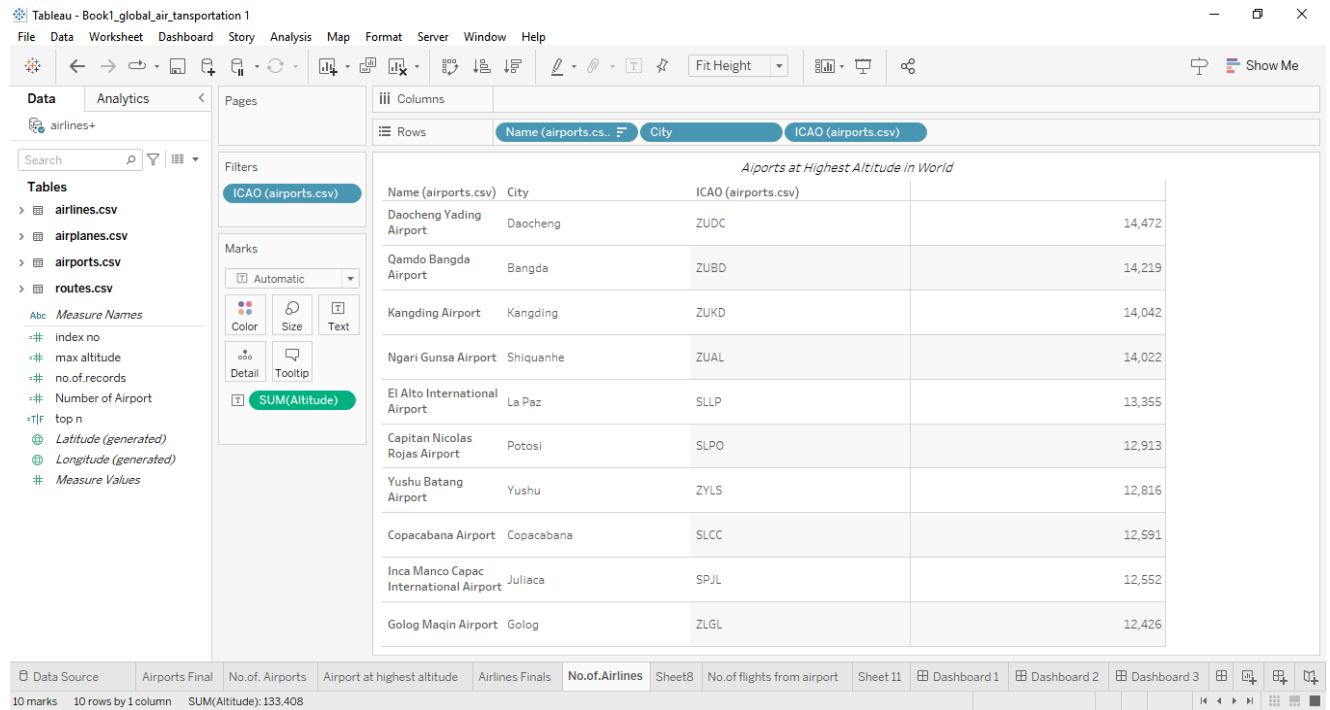 Tableau - Book1_global_air_tansportation 1
File Data Worksheet Dashboard Story Analysis Map Format Server Window Help
Fit Height
Show Me
Data Analytics
airlines+
Search
Tables
airlines.csv
airplanes.csv
airports.csv
routes.csv
Abc Measure Names
=# index no
=# max altitude
=# no.of.records
=# Number of Airport
=T|F top n
Latitude (generated)
Longitude (generated)
# Measure Values
Pages
Filters
ICAO (airports.csv)
Marks
T Automatic
Color Size Text
Detail Tooltip
T SUM(Altitude)
iii Columns
Rows Name (airports.cs.. City ICAO (airports.csv)
Aiports at Highest Altitude in World
Name (airports.csv) City ICAO (airports.csv)
Daocheng Yading
Airport Daocheng ZUDC 14,472
Qamdo Bangda
Airport Bangda ZUBD 14,219
Kangding Airport Kangding ZUKD 14,042
Ngari Gunsa Airport Shiquanhe ZUAL 14,022
El Alto International
Airport La Paz SLLP 13,355
Capitan Nicolas
Rojas Airport Potosi SLPO 12,913
Yushu Batang
Airport Yushu ZYLS 12,816
Copacabana Airport Copacabana SLCC 12,591
Inca Manco Capac
International Airport Juliaca SPJL 12,552
Golog Maqin Airport Golog ZLGL 12,426
Data Source Airports Final No.of. Airports Airport at highest altitude Airlines Finals No.of.Airlines Sheet8 No.of flights from airport Sheet 11 Dashboard 1 Dashboard 2 Dashboard 3
10 marks 10 rows by 1 column SUM(Altitude): 133,408